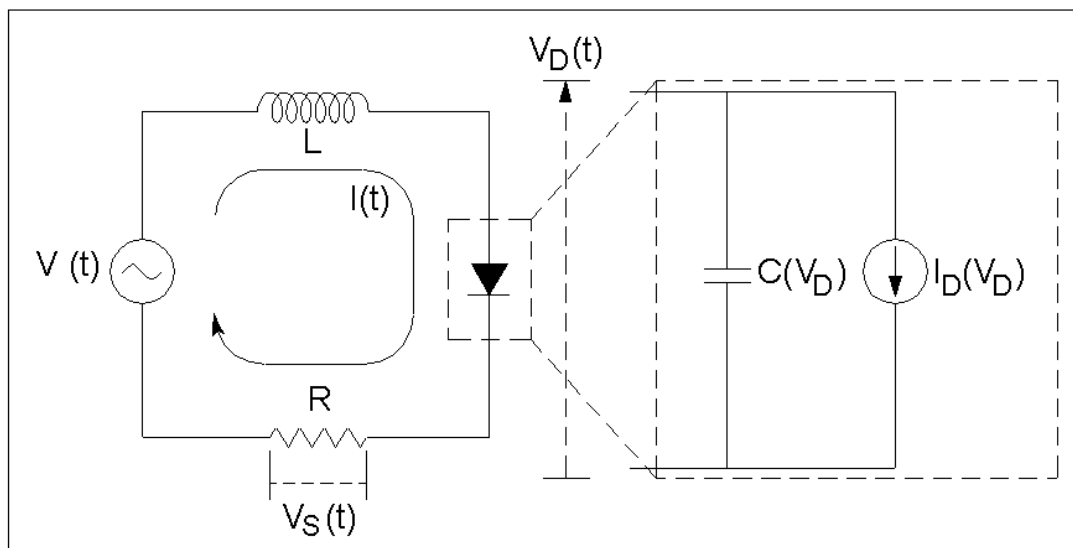 V_D(t)
L
I(t)
V (t)
C(V_D)
I_D(V_D)
R
V_S(t)